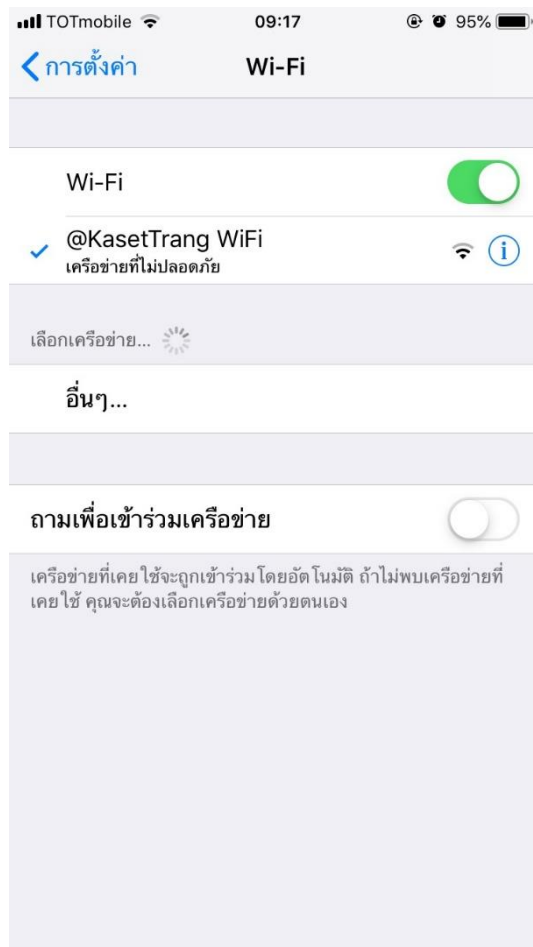 TOTmobile 09:17 95%
การตั้งค่า Wi-Fi
Wi-Fi
@KasetTrang WiFi
เครือข่ายที่ไม่ปลอดภัย
เลือกเครือข่าย...
อื่นๆ...
ถามเพื่อเข้าร่วมเครือข่าย
เครือข่ายที่เคยใช้จะถูกเข้าร่วมโดยอัตโนมัติ ถ้าไม่พบเครือข่ายที่
เคยใช้ คุณจะต้องเลือกเครือข่ายด้วยตนเอง